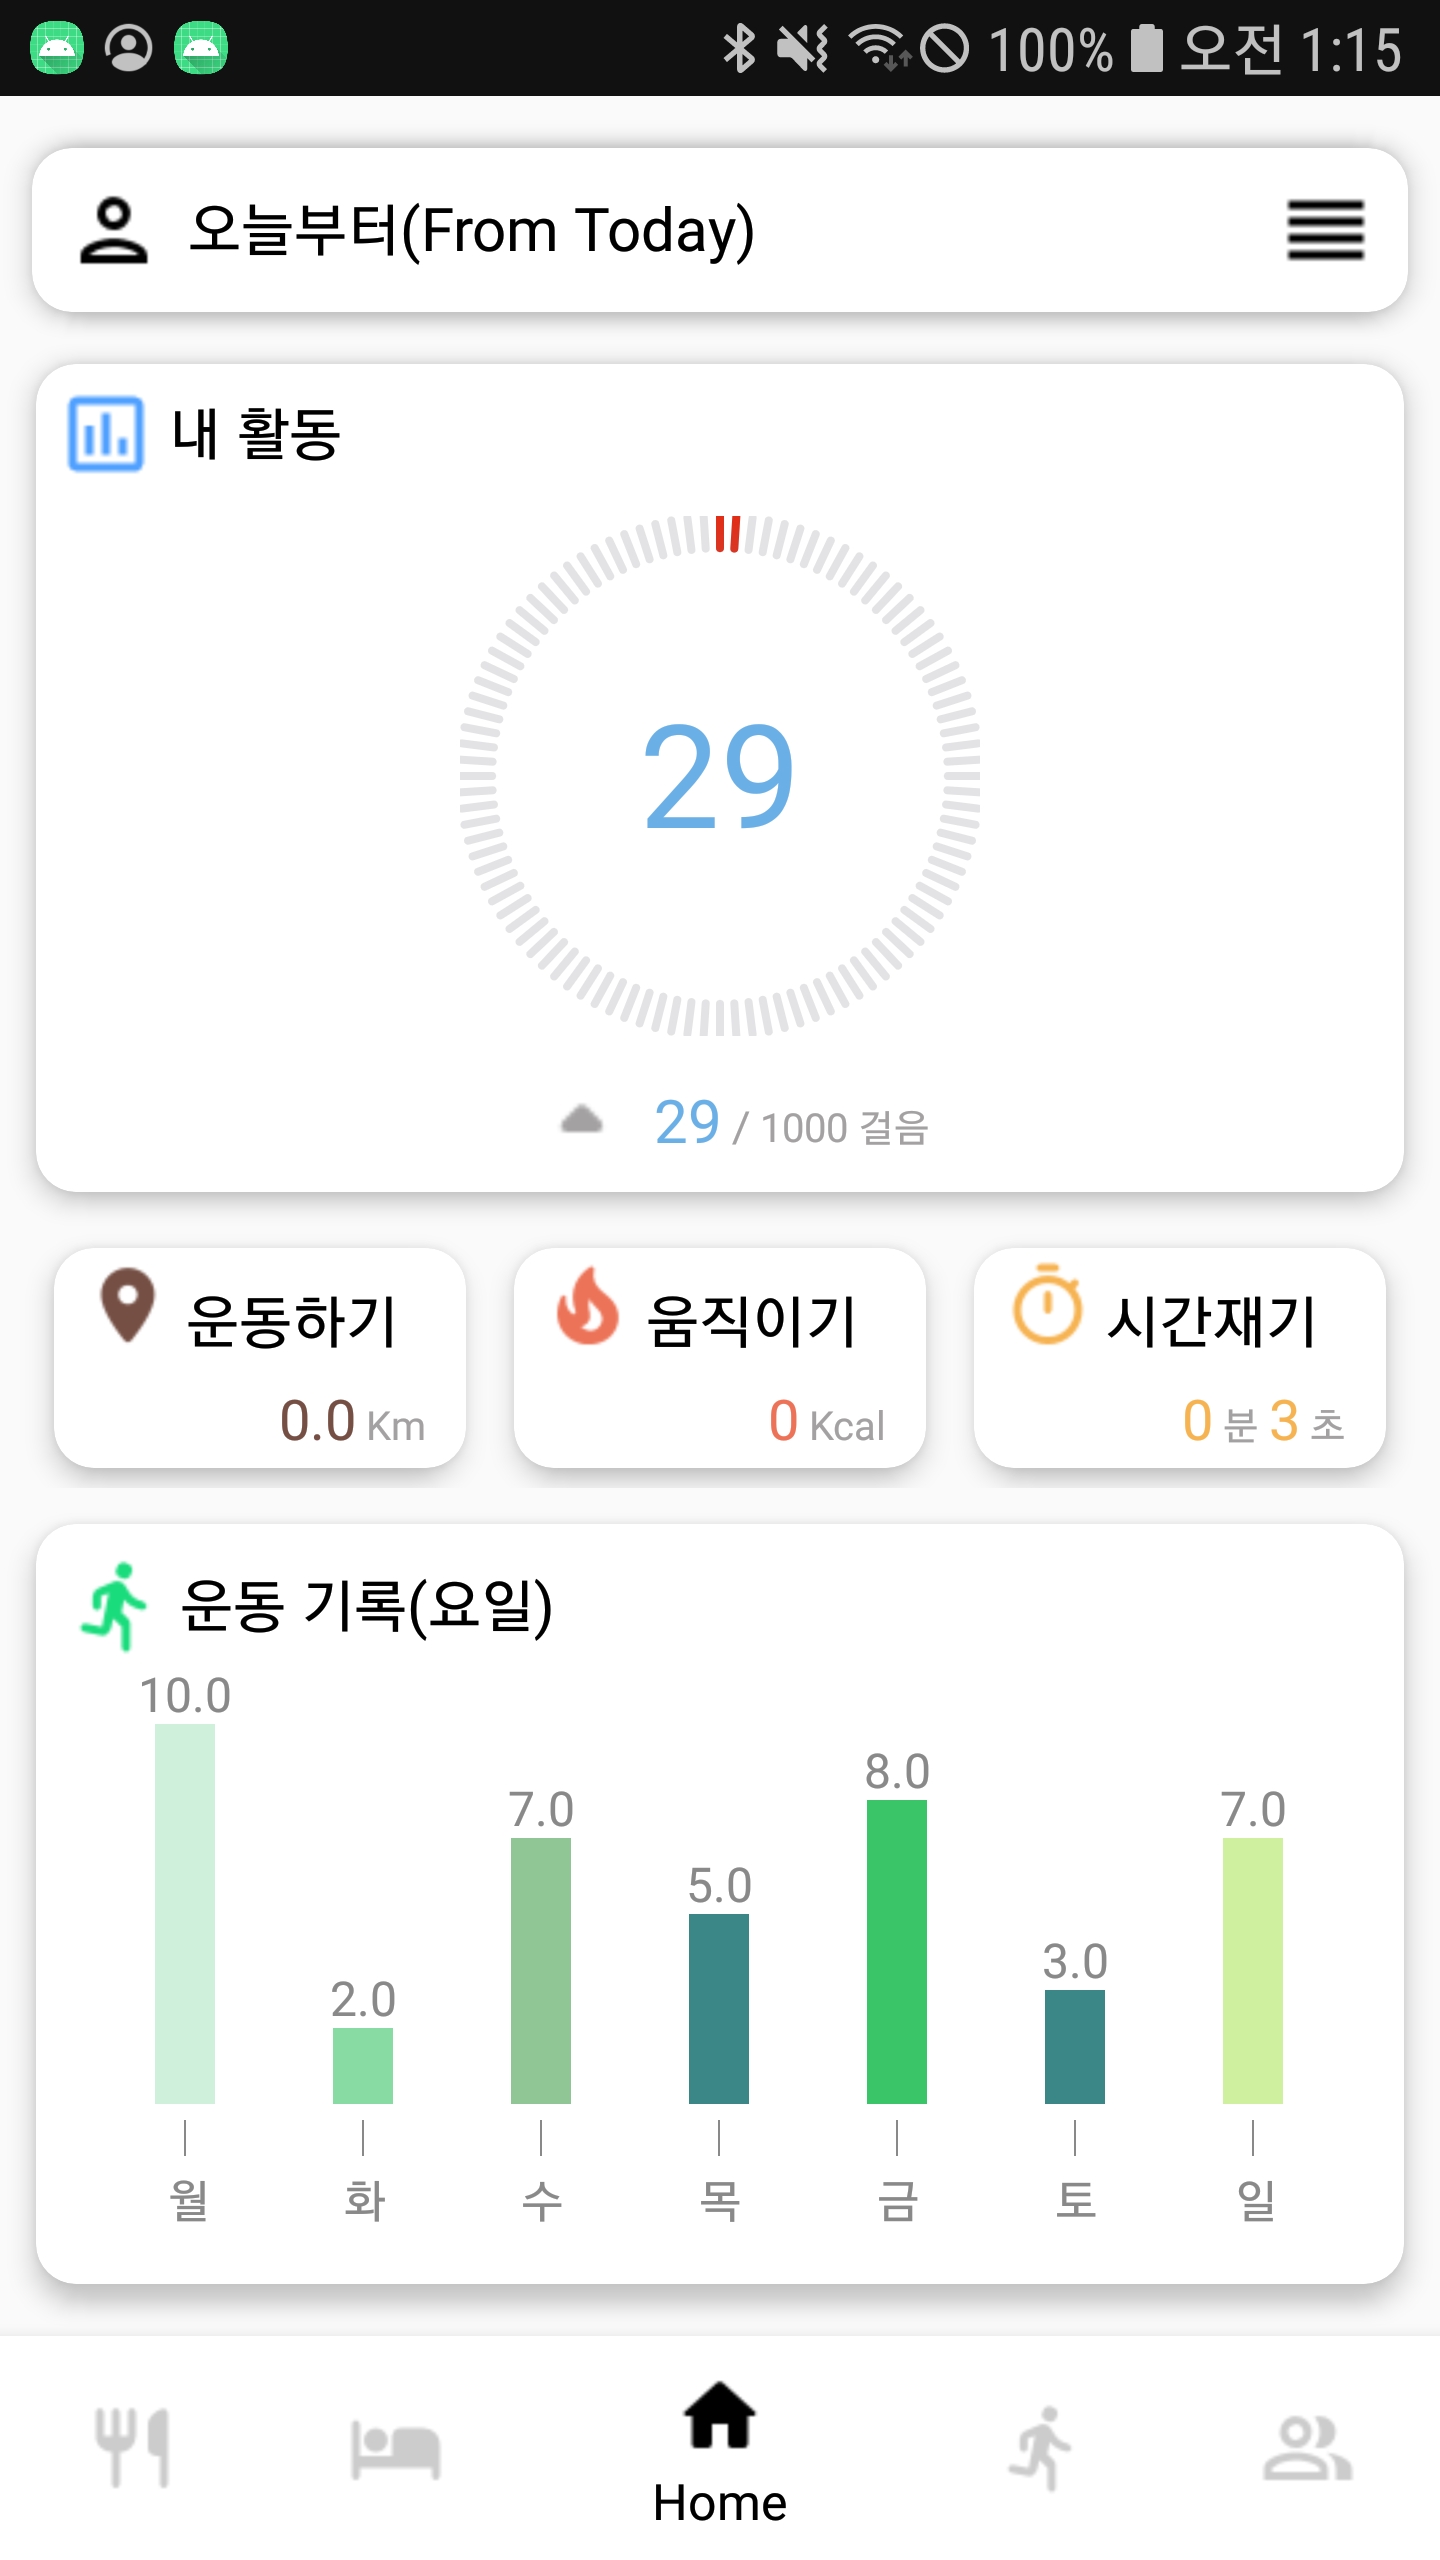 100% 오전 1:15
오늘부터(From Today)
내 활동
29
29 / 1000 걸음
운동하기
0.0 Km
움직이기
0 Kcal
시간재기
0 분 3 초
운동 기록(요일)
10.0
2.0
7.0
5.0
8.0
3.0
7.0
월 화 수 목 금 토 일
Home